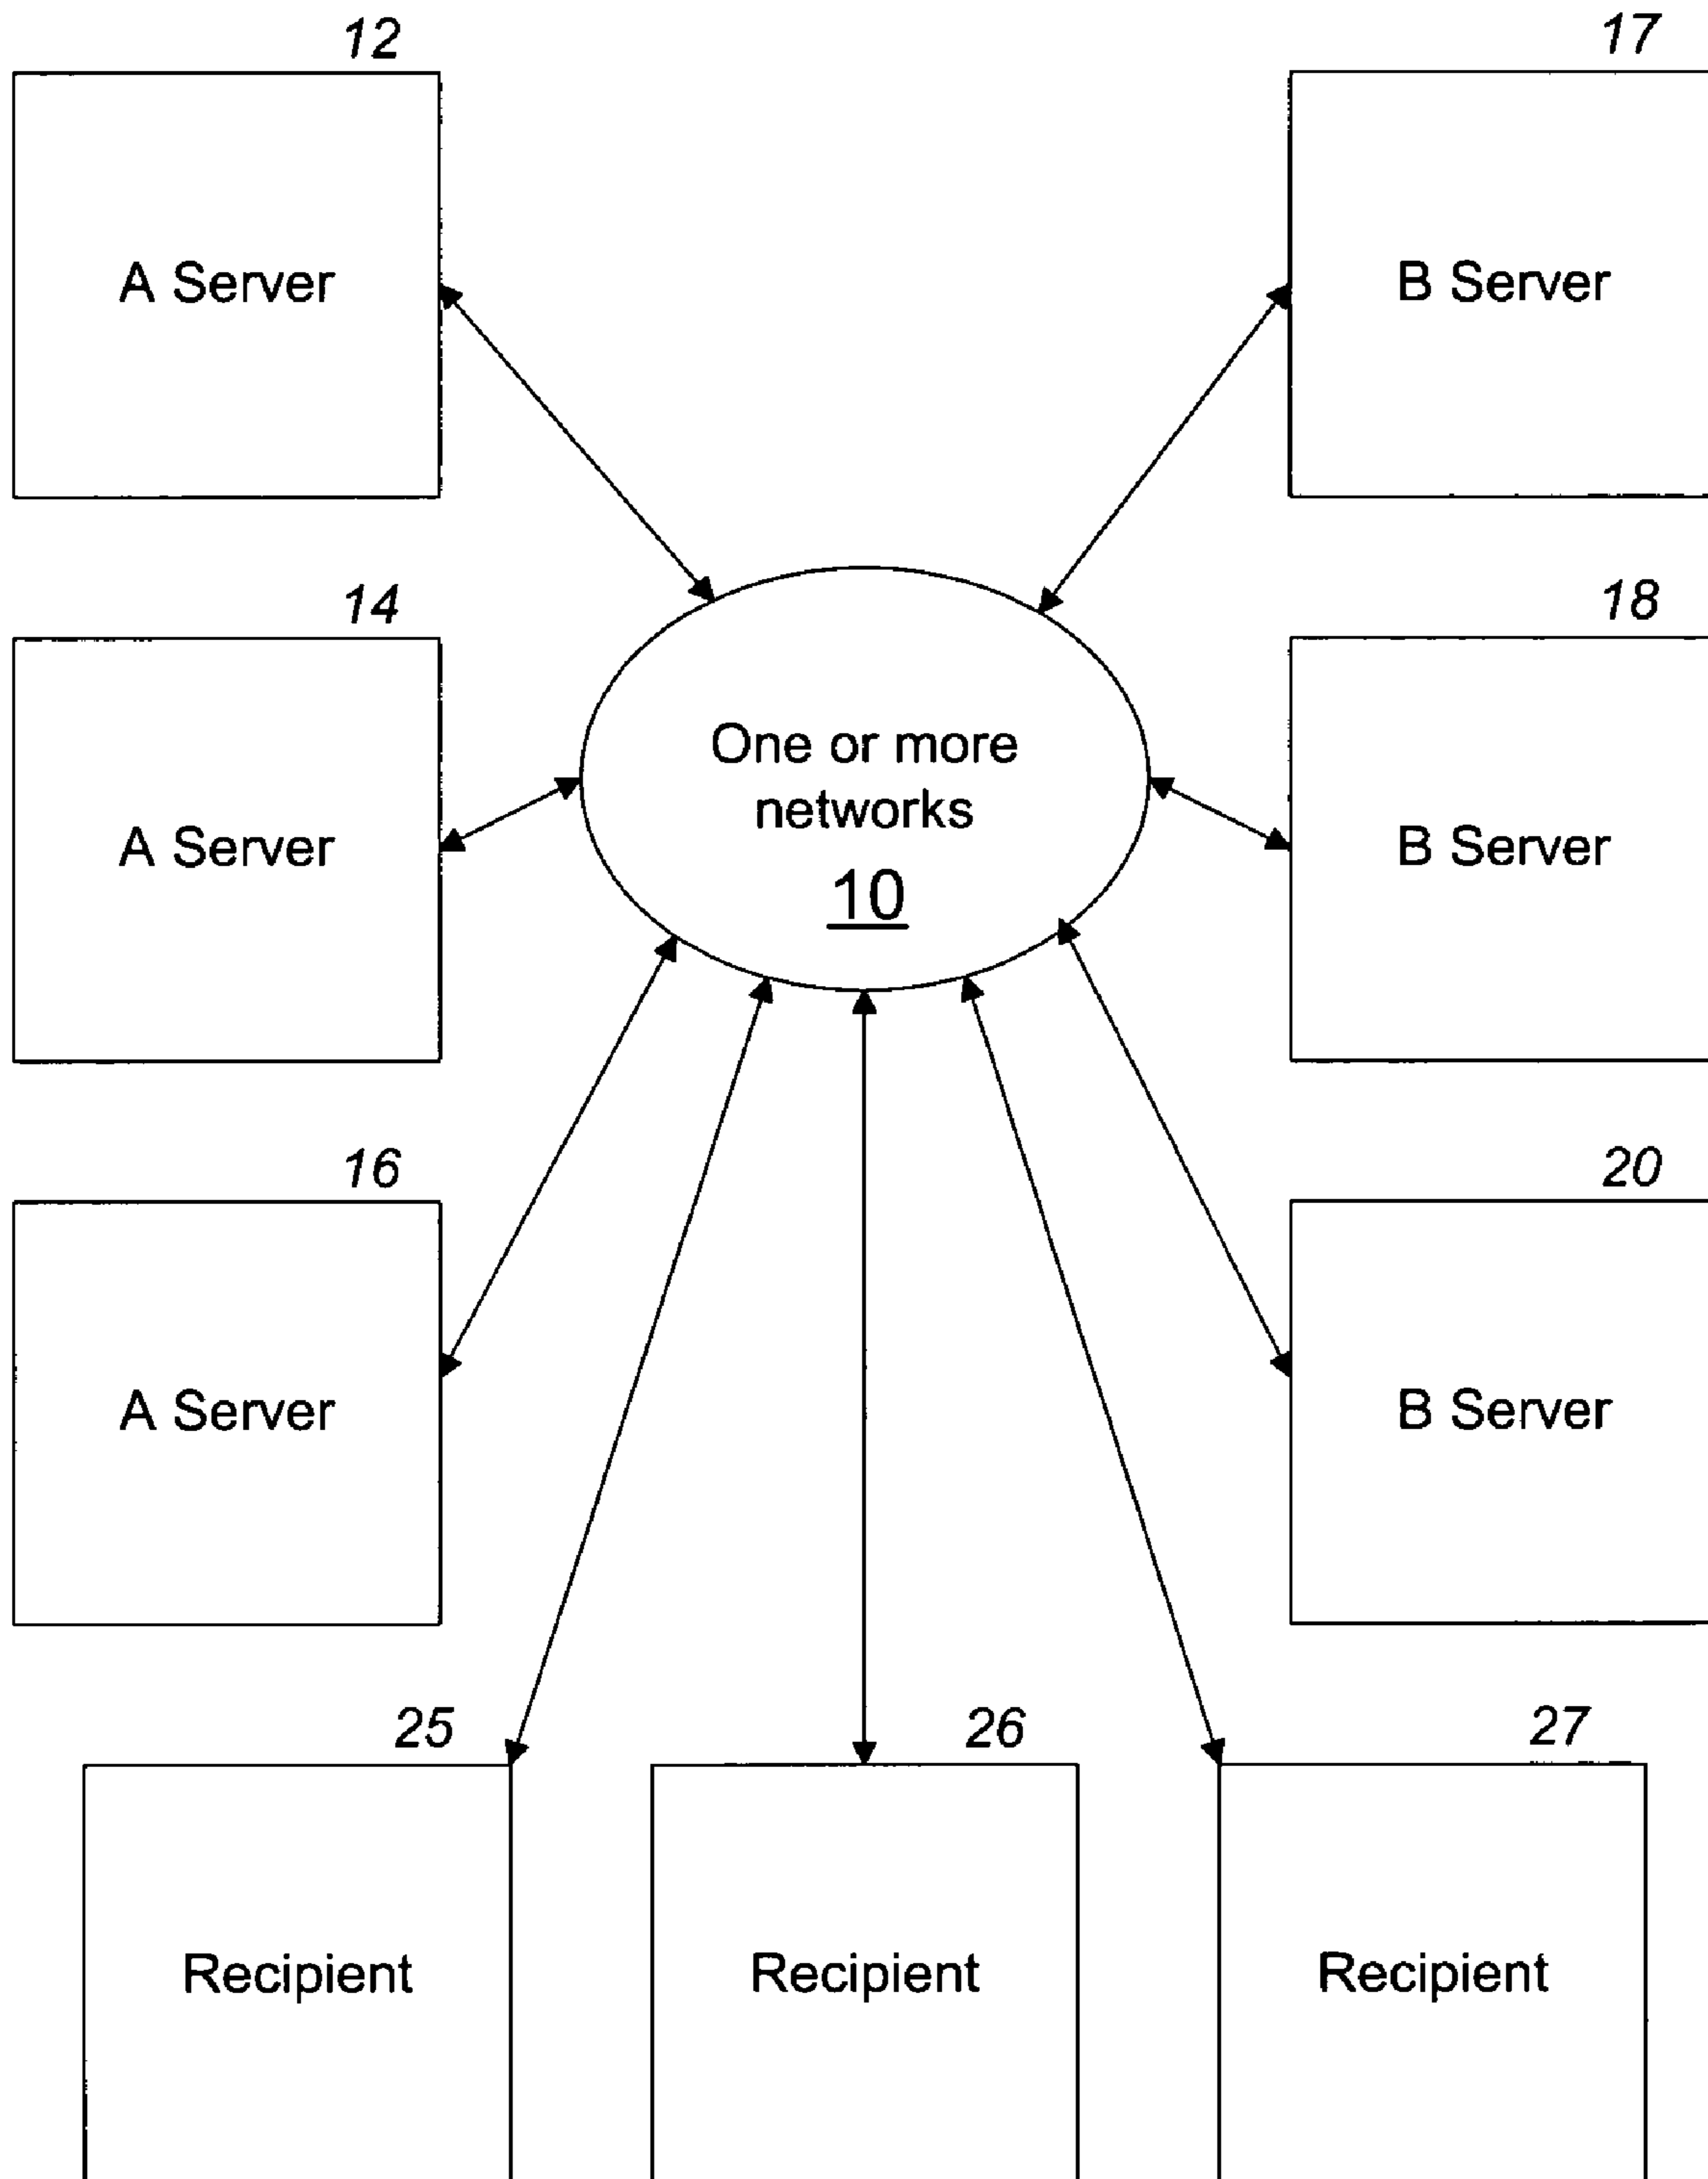 12
17
A Server
B Server
14
18
One or more
networks
10
A Server
B Server
16
20
A Server
B Server
25
26
27
Recipient
Recipient
Recipient